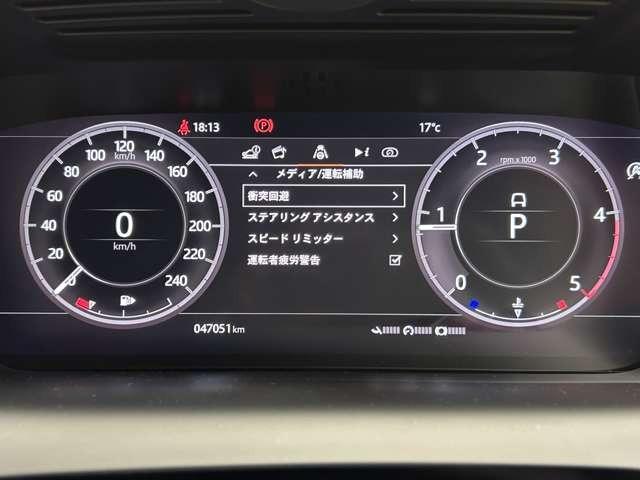 18:13 P 17°c
0 20 40 60 80 100 120 140 160 180 200 220 240
km/h
0
km/h
メディア/運転補助
衝突回避
ステアリング アシスタンス
スピード リミッター
運転者疲労警告
0 1 2 3 4 5
rpm x 1000
A
P
047051 km